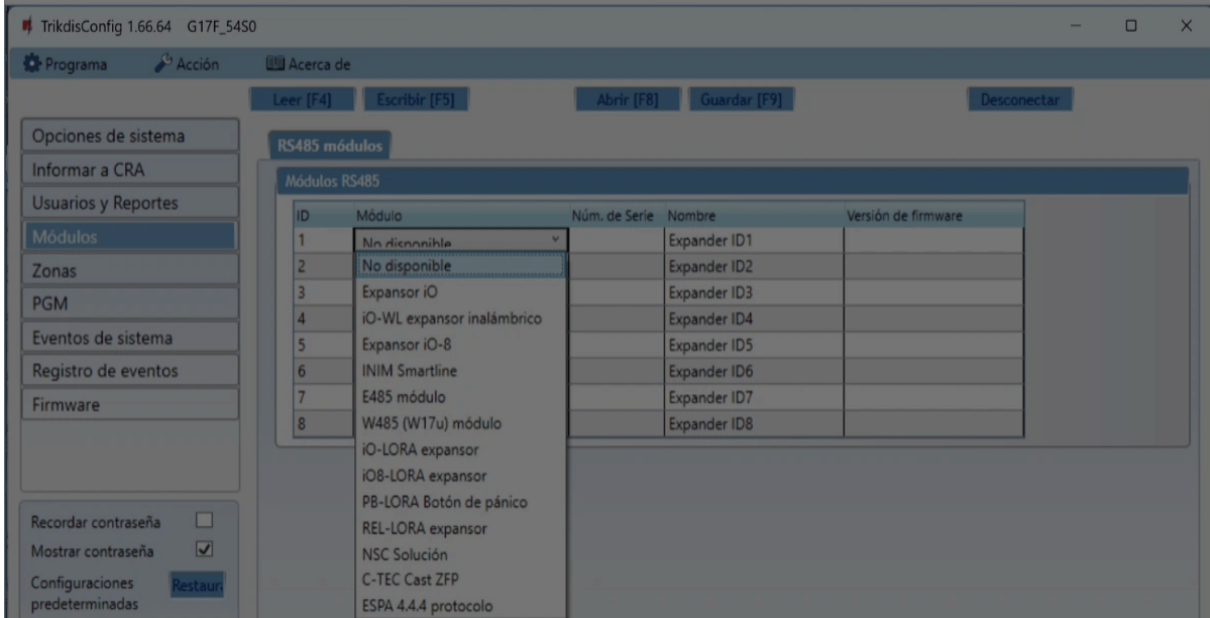 TrikdisConfig 1.66.64 G17F_54S0
Programa Acción Acerca de
Leer [F4] Escribir [F5] Abrir [F8] Guardar [F9] Desconectar
Opciones de sistema
Informar a CRA
Usuarios y Reportes
Módulos
Zonas
PGM
Eventos de sistema
Registro de eventos
Firmware
Recordar contraseña
Mostrar contraseña
Configuraciones
predeterminadas
Restaur
RS485 módulos
Módulos RS485
ID Módulo Núm. de Serie Nombre Versión de firmware
1 No disponible Expander ID1
2 Expander ID2
3 Expander ID3
4 Expander ID4
5 Expander ID5
6 Expander ID6
7 Expander ID7
8 Expander ID8
No disponible
Expansor iO
iO-WL expansor inalámbrico
Expansor iO-8
INIM Smartline
E485 módulo
W485 (W17u) módulo
iO-LORA expansor
iO8-LORA expansor
PB-LORA Botón de pánico
REL-LORA expansor
NSC Solución
C-TEC Cast ZFP
ESPA 4.4.4 protocolo